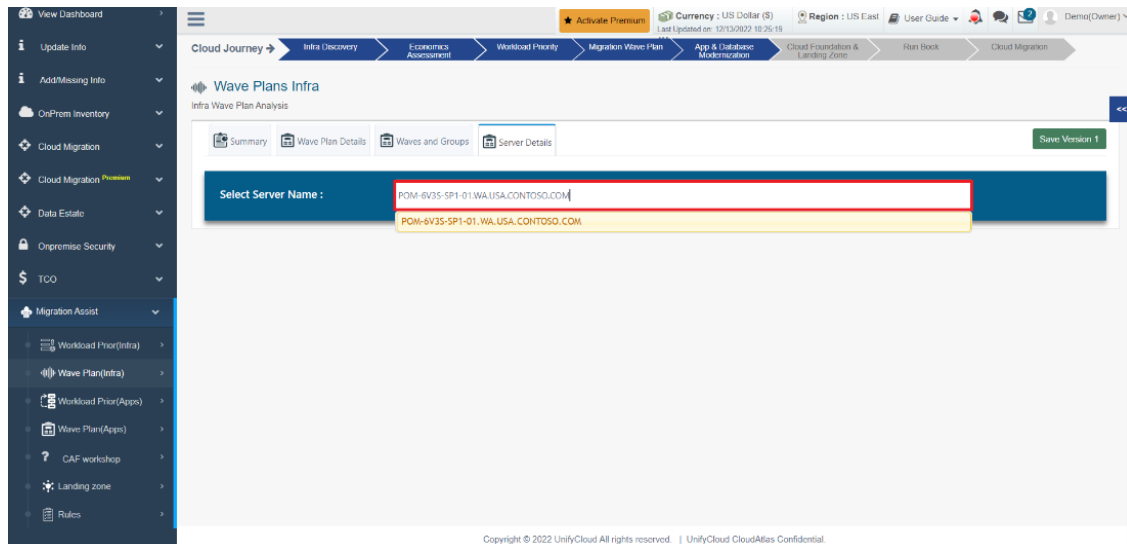 View Dashboard
Activate Premium
Currency : US Dollar ($)
Last Updated on: 12/13/2022 10:25:19
Region : US East
User Guide
2
Demo(Owner)
Update Info
Add/Missing Info
OnPrem Inventory
Cloud Migration
Cloud Migration Premium
Data Estate
Onpremise Security
TCO
Migration Assist
Workload Prior(Infra)
Wave Plan(Infra)
Workload Prior(Apps)
Wave Plan(Apps)
CAF workshop
Landing zone
Rules
Cloud Journey
Infra Discovery
Economics
Assessment
Workload Priority
Migration Wave Plan
App & Database
Modernization
Cloud Foundation &
Landing Zone
Run Book
Cloud Migration
Wave Plans Infra
Infra Wave Plan Analysis
<<
Summary
Wave Plan Details
Waves and Groups
Server Details
Save Version 1
Select Server Name :
POM-6V3S-SP1-01.WA.USA.CONTOSO.COM
POM-6V3S-SP1-01.WA.USA.CONTOSO.COM
Copyright © 2022 UnifyCloud All rights reserved. | UnifyCloud CloudAtlas Confidential.